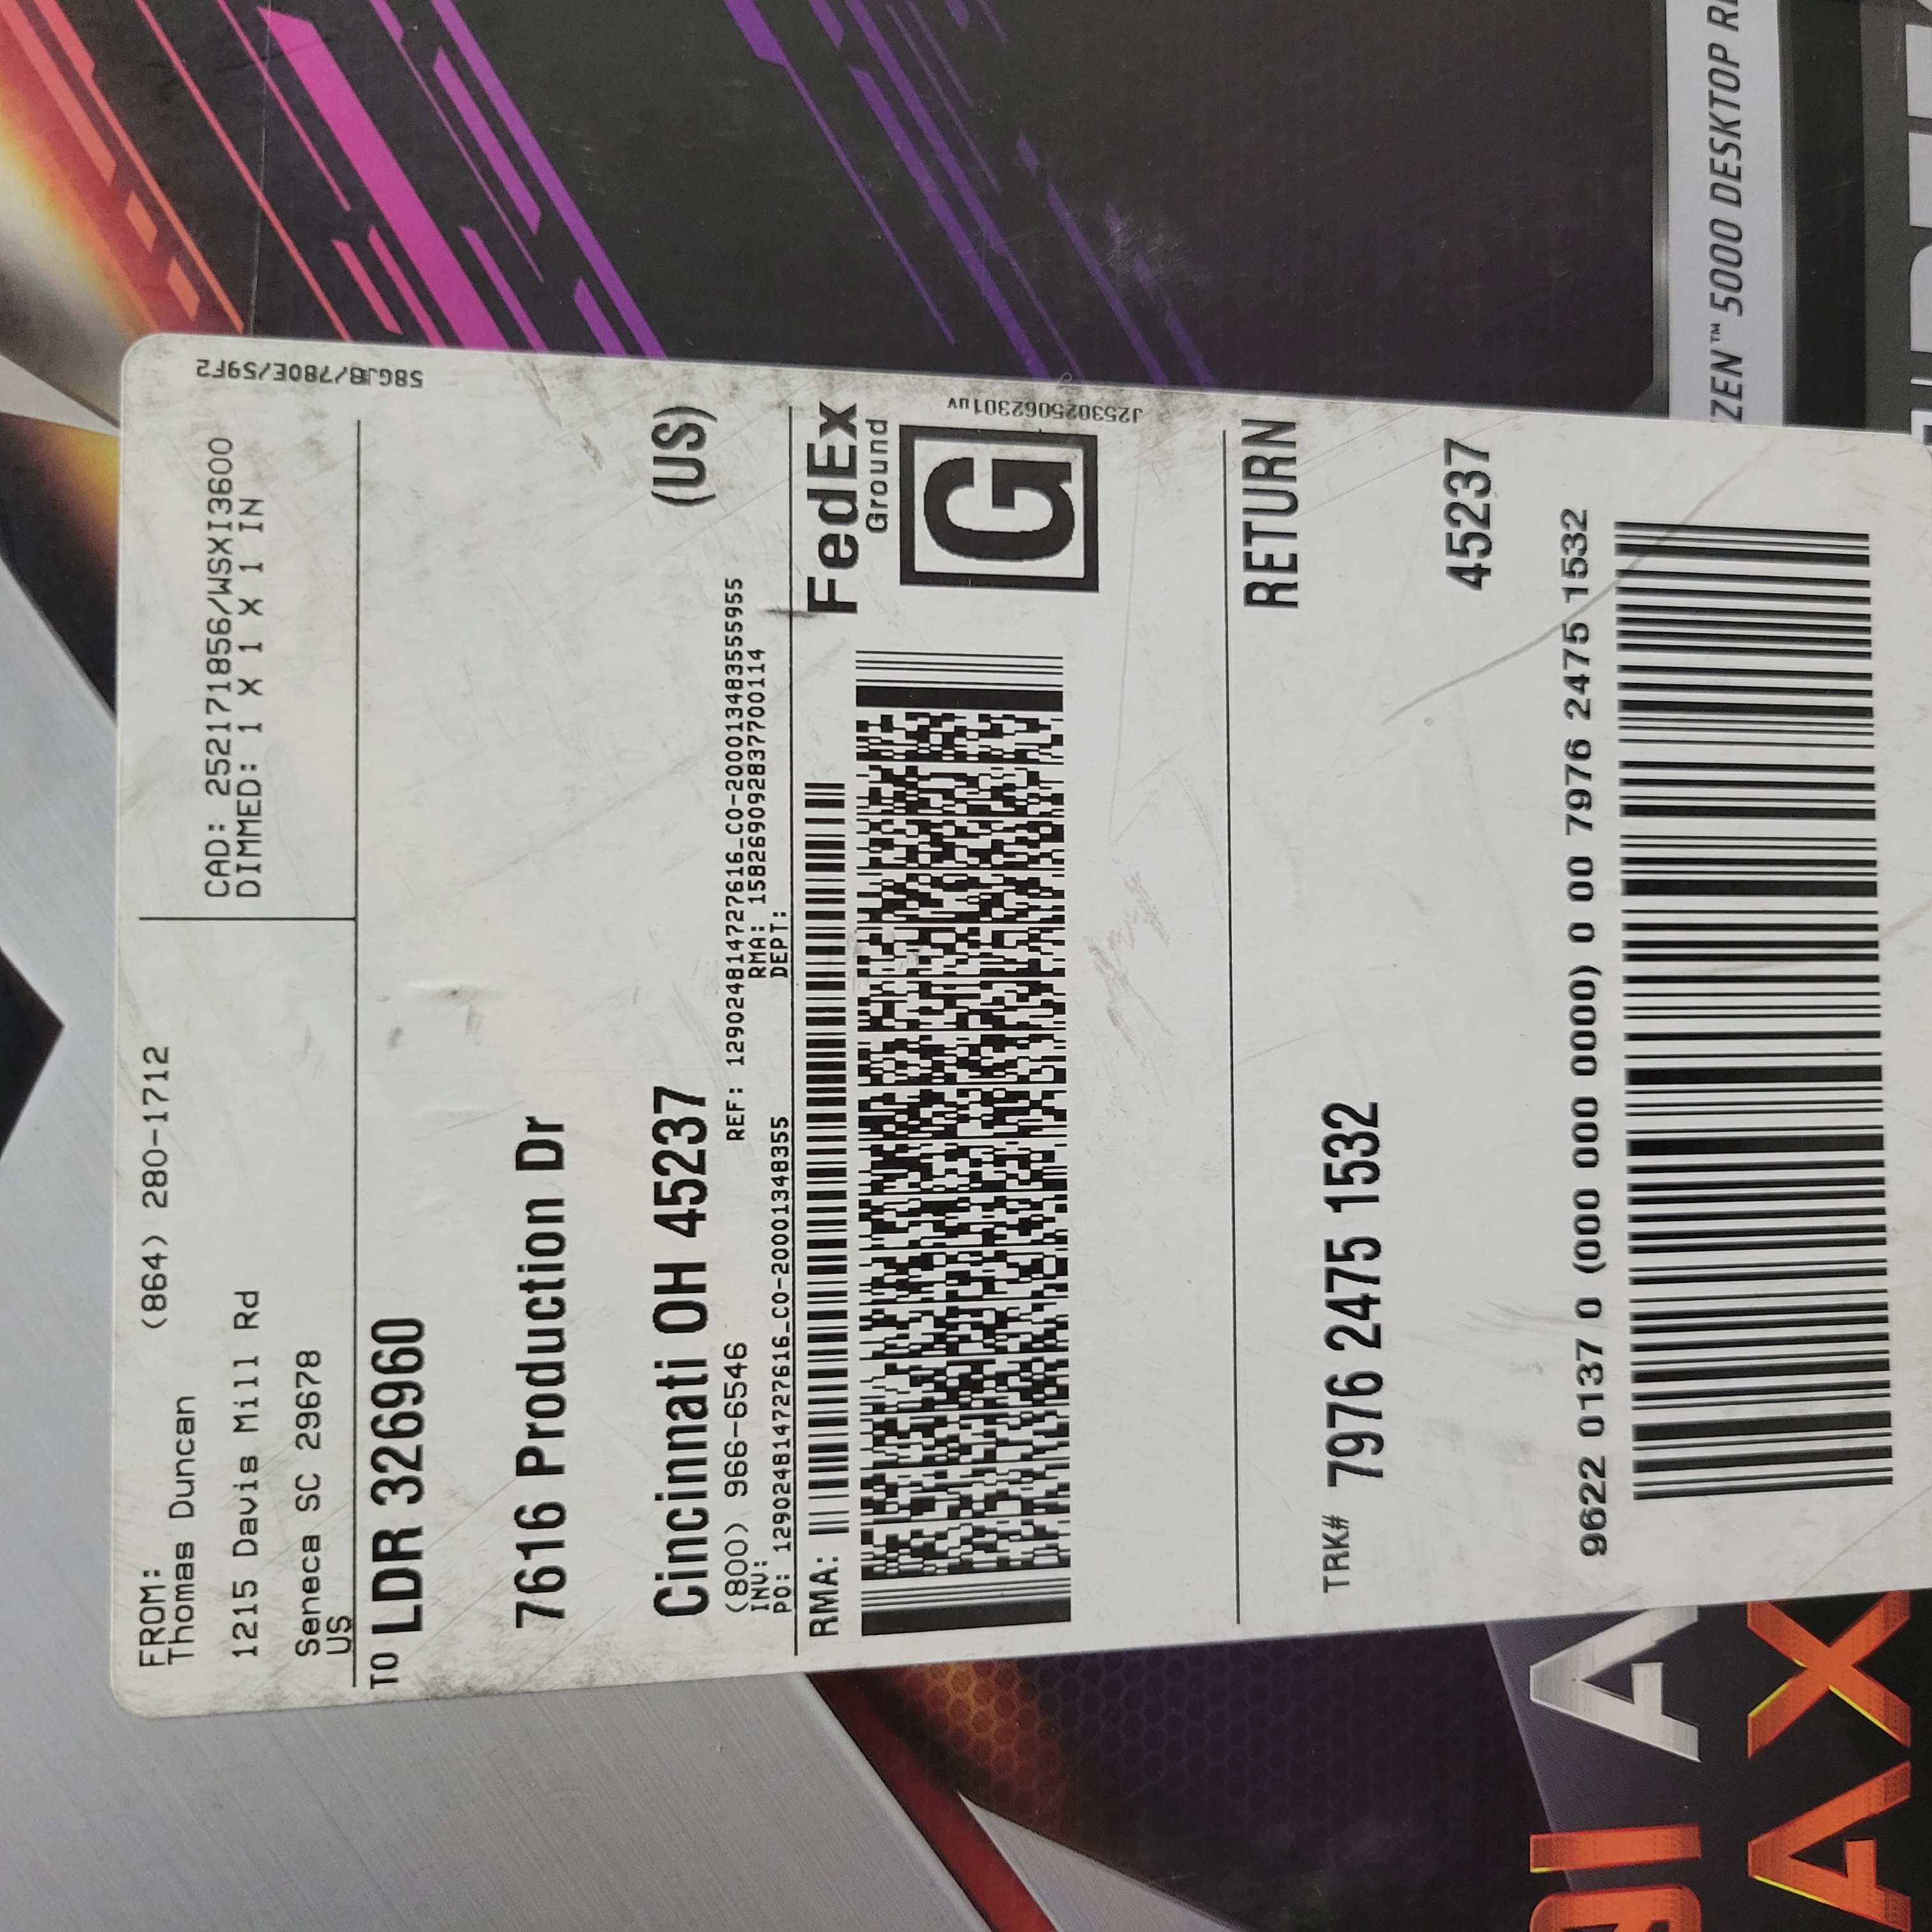 FROM:
Thomas Duncan (864) 280-1712
1215 Davis Mill Rd
Seneca SC 29678
US
CAD: 252171856/WSXI3600
DIMMED: 1 X 1 X 1 IN
TO LDR 326960
7616 Production Dr
Cincinnati OH 45237 (US)
(800) 966-6546
REF: 129024814727616_CO-200013483555955
INV:
RMA: 158269092837700114
PO: 129024814727616_CO-20001348355
DEPT:
RMA:
FedEx
Ground
G
J253025062301uv
58GJB/780E/59F2
RETURN
TRK# 7976 2475 1532
45237
9622 0137 0 (000 000 0000) 0 00 7976 2475 1532
ZEN™ 5000 DESKTOP
AX